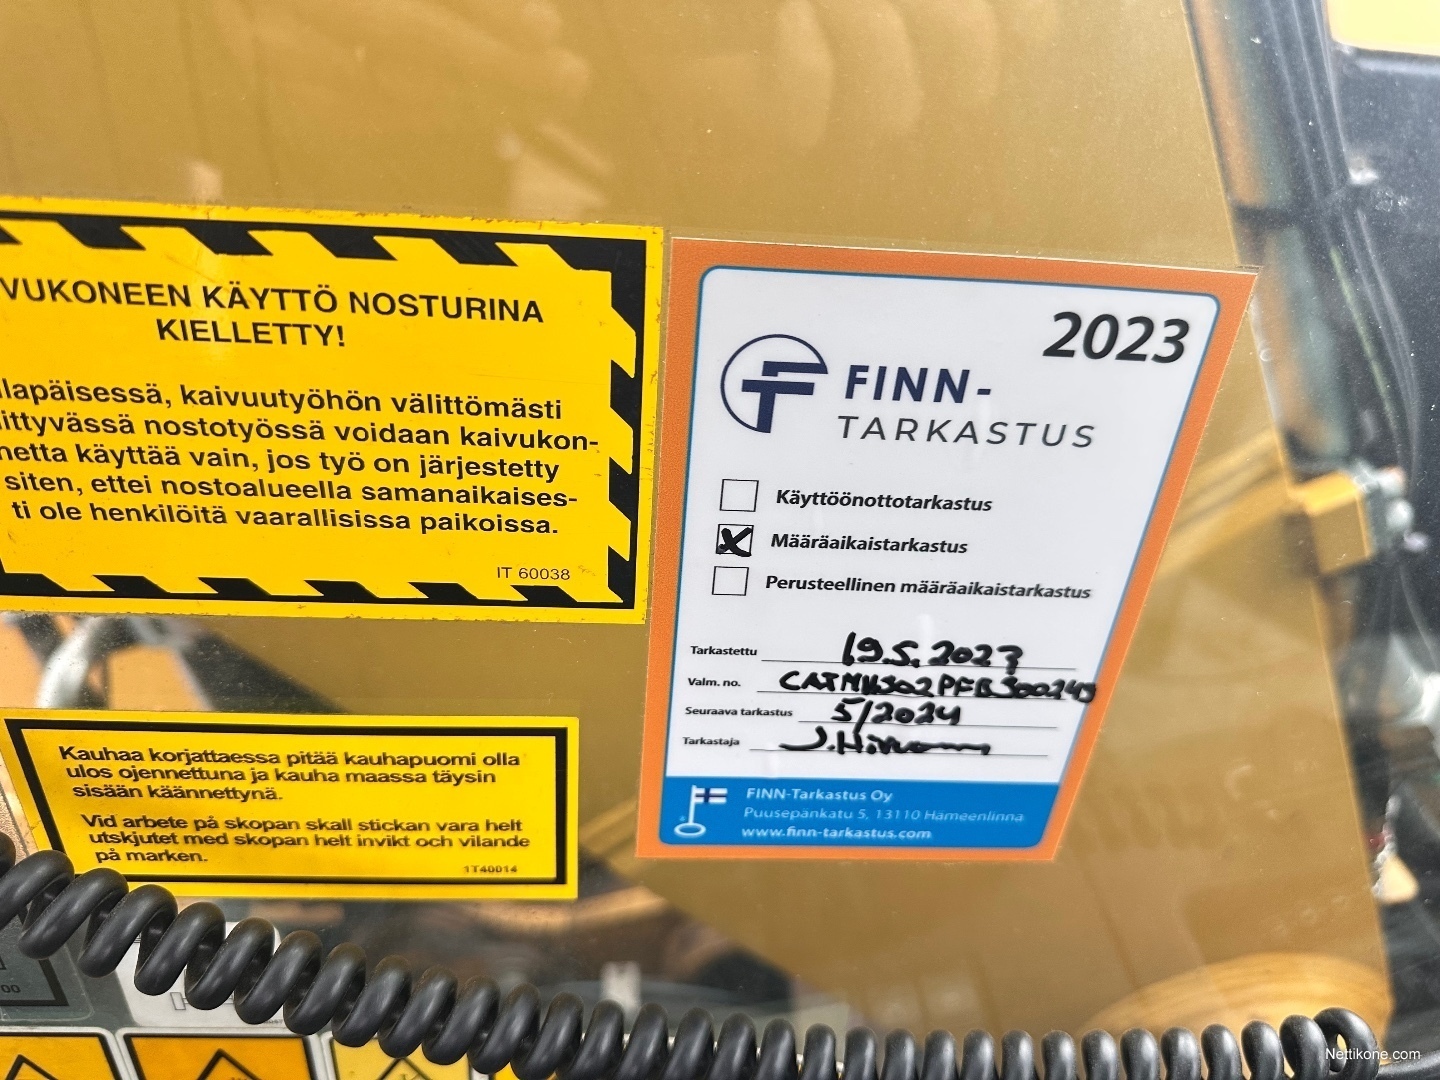 VUKONEEN KÄYTTÖ NOSTURINA
KIELLETTY!
lapäisessä, kaivuutyöhön välittömästi
ittyvässä nostotyössä voidaan kaivukon-
netta käyttää vain, jos työ on järjestetty
siten, ettei nostoalueella samanaikaises-
ti ole henkilöitä vaarallisissa paikoissa.
IT 60038
Kauhaa korjattaessa pitää kauhapuomi olla
ulos ojennettuna ja kauha maassa täysin
sisään käännettynä.
Vid arbete på skopan skall stickan vara helt
utskjutet med skopan helt invikt och vilande
på marken.
1T40014
2023
FINN-
TARKASTUS
Käyttöönottotarkastus
X Määräaikaistarkastus
Perusteellinen määräaikaistarkastus
Tarkastettu 19.5.2023
Valm. no.
Seuraava tarkastus 5/2024
Tarkastaja
FINN-Tarkastus Oy
Puusepänkatu 5, 13110 Hämeenlinna
www.finn-tarkastus.com
00
Nettikone.com